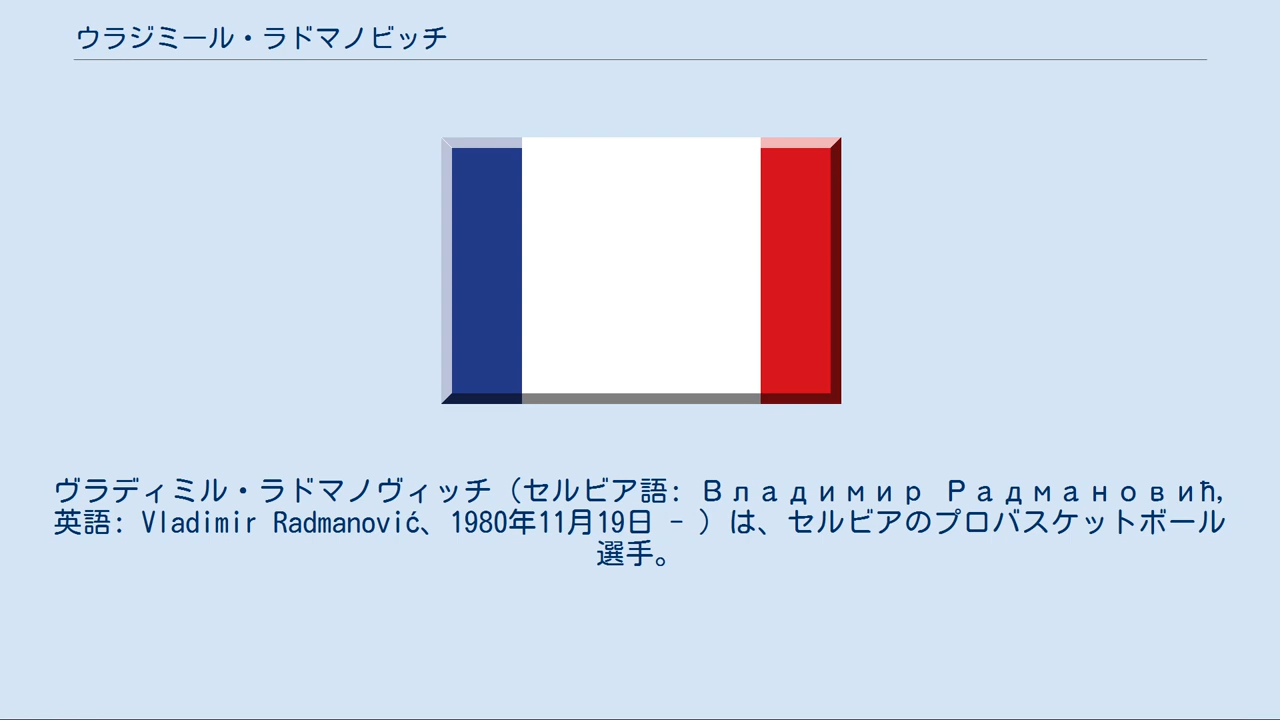 ウラジミール・ラドマノビッチ
ヴラディミル・ラドマノヴィッチ（セルビア語: Владимир Радмановић,
英語: Vladimir Radmanović、1980年11月19日 - ）は、セルビアのプロバスケットボール
選手。